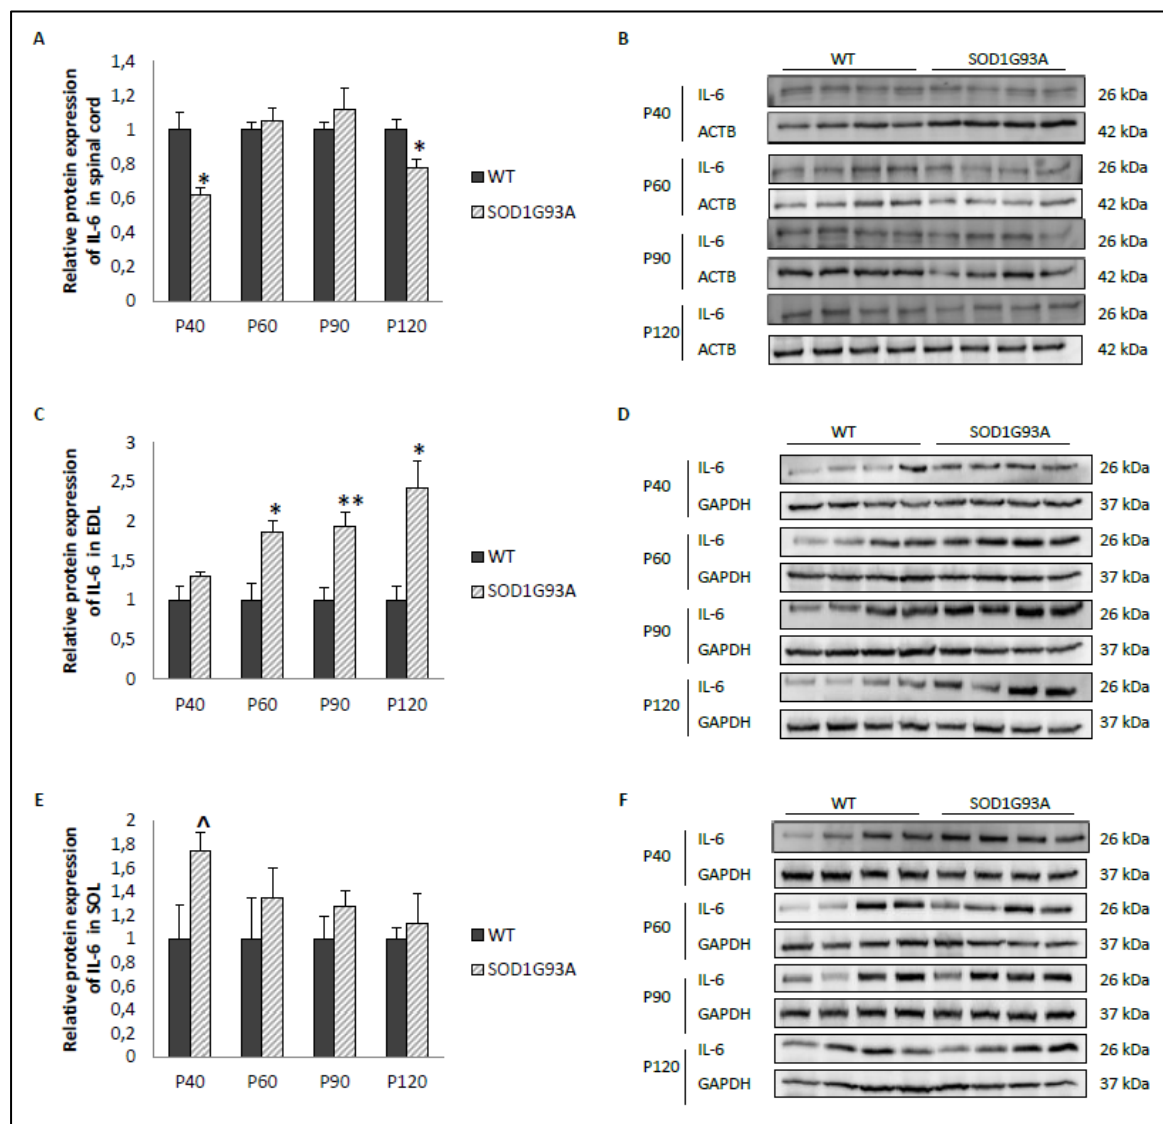 A
Relative protein expression
of IL-6 in spinal cord
1,4
1,2
1
0,8
0,6
0,4
0,2
0
*
*
P40 P60 P90 P120
WT
SOD1G93A
B
WT SOD1G93A
P40
IL-6 26 kDa
ACTB 42 kDa
P60
IL-6 26 kDa
ACTB 42 kDa
P90
IL-6 26 kDa
ACTB 42 kDa
P120
IL-6 26 kDa
ACTB 42 kDa
C
Relative protein expression
of IL-6 in EDL
3
2,5
2
1,5
1
0,5
0
*
**
*
P40 P60 P90 P120
WT
SOD1G93A
D
WT SOD1G93A
P40
IL-6 26 kDa
GAPDH 37 kDa
P60
IL-6 26 kDa
GAPDH 37 kDa
P90
IL-6 26 kDa
GAPDH 37 kDa
P120
IL-6 26 kDa
GAPDH 37 kDa
E
Relative protein expression
of IL-6 in SOL
2
1,8
1,6
1,4
1,2
1
0,8
0,6
0,4
0,2
0
^
P40 P60 P90 P120
WT
SOD1G93A
F
WT SOD1G93A
P40
IL-6 26 kDa
GAPDH 37 kDa
P60
IL-6 26 kDa
GAPDH 37 kDa
P90
IL-6 26 kDa
GAPDH 37 kDa
P120
IL-6 26 kDa
GAPDH 37 kDa